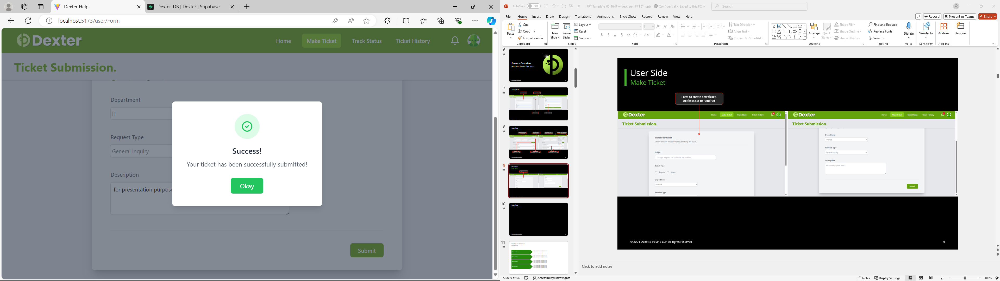 Dexter Help
Dexter_DB | Dexter | Supabase
localhost:5173/user/Form
Dexter
Home
Make Ticket
Track Status
Ticket History
Ticket Submission.
Department
IT
Request Type
General Inquiry
Description
for presentation purpose
Submit
Success!
Your ticket has been successfully submitted!
Okay
AutoSave
Off
PPT Template_00_16x9_widescreen_PPT (1).pptx
Confidential • Saved to this PC
Search
File
Home
Insert
Draw
Design
Transitions
Animations
Slide Show
Record
Review
View
Help
Record
Present in Teams
Share
Paste
Cut
Copy
Format Painter
Clipboard
New
Slide
Reuse
Slides
Layout
Reset
Section
Slides
9
Font
Text Direction
Align Text
Convert to SmartArt
Paragraph
Arrange
Quick
Styles
Shape Fill
Shape Outline
Shape Effects
Drawing
Find and Replace
Replace Fonts
Select
Editing
Dictate
Voice
Sensitivity
Sensitivity
Add-ins
Add-ins
Designer
6
Feature Overview
Glimpse of main functions
7
Admin Side
8
User Side
9
User Side
10
User Side
11
User Side
Make Ticket
Form to create new ticket.
All fields set to required
Dexter
Home
Make Ticket
Track Status
Ticket History
Ticket Submission.
Ticket Submission
Check relevant details before submitting the ticket.
Subject
i.e. Lapz Request For Software Installation...
Ticket Type
Request
Report
Department
Finance
Request Type
Dexter
Home
Make Ticket
Track Status
Ticket History
Ticket Submission.
Department
Finance
Request Type
General Inquiry
Description
Write description here...
Submit
© 2024 Deloitte Ireland LLP. All rights reserved
9
Click to add notes
Slide 9 of 66
Accessibility: Investigate
Notes
Display Settings
103%